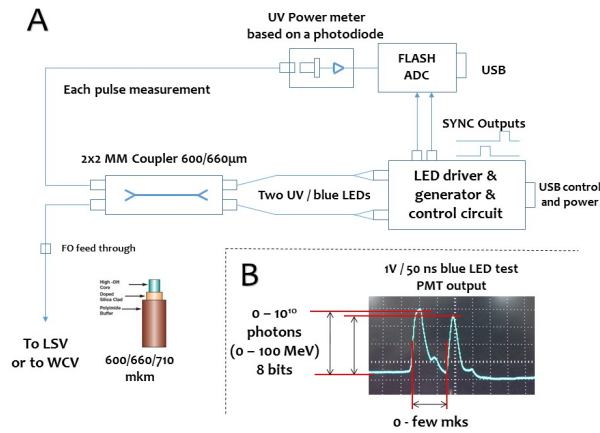 A
UV Power meter
based on a photodiode
FLASH
ADC
USB
Each pulse measurement
SYNC Outputs
2x2 MM Coupler 600/660µm
Two UV / blue LEDs
LED driver &
generator &
control circuit
USB control
and power
FO feed through
To LSV
or to WCV
High -OH
Core
Doped
Silica Clad
Polyimide
Buffer
600/660/710
mkm
B
1V / 50 ns blue LED test
PMT output
0 – 10¹⁰
photons
(0 – 100 MeV)
8 bits
0 - few mks